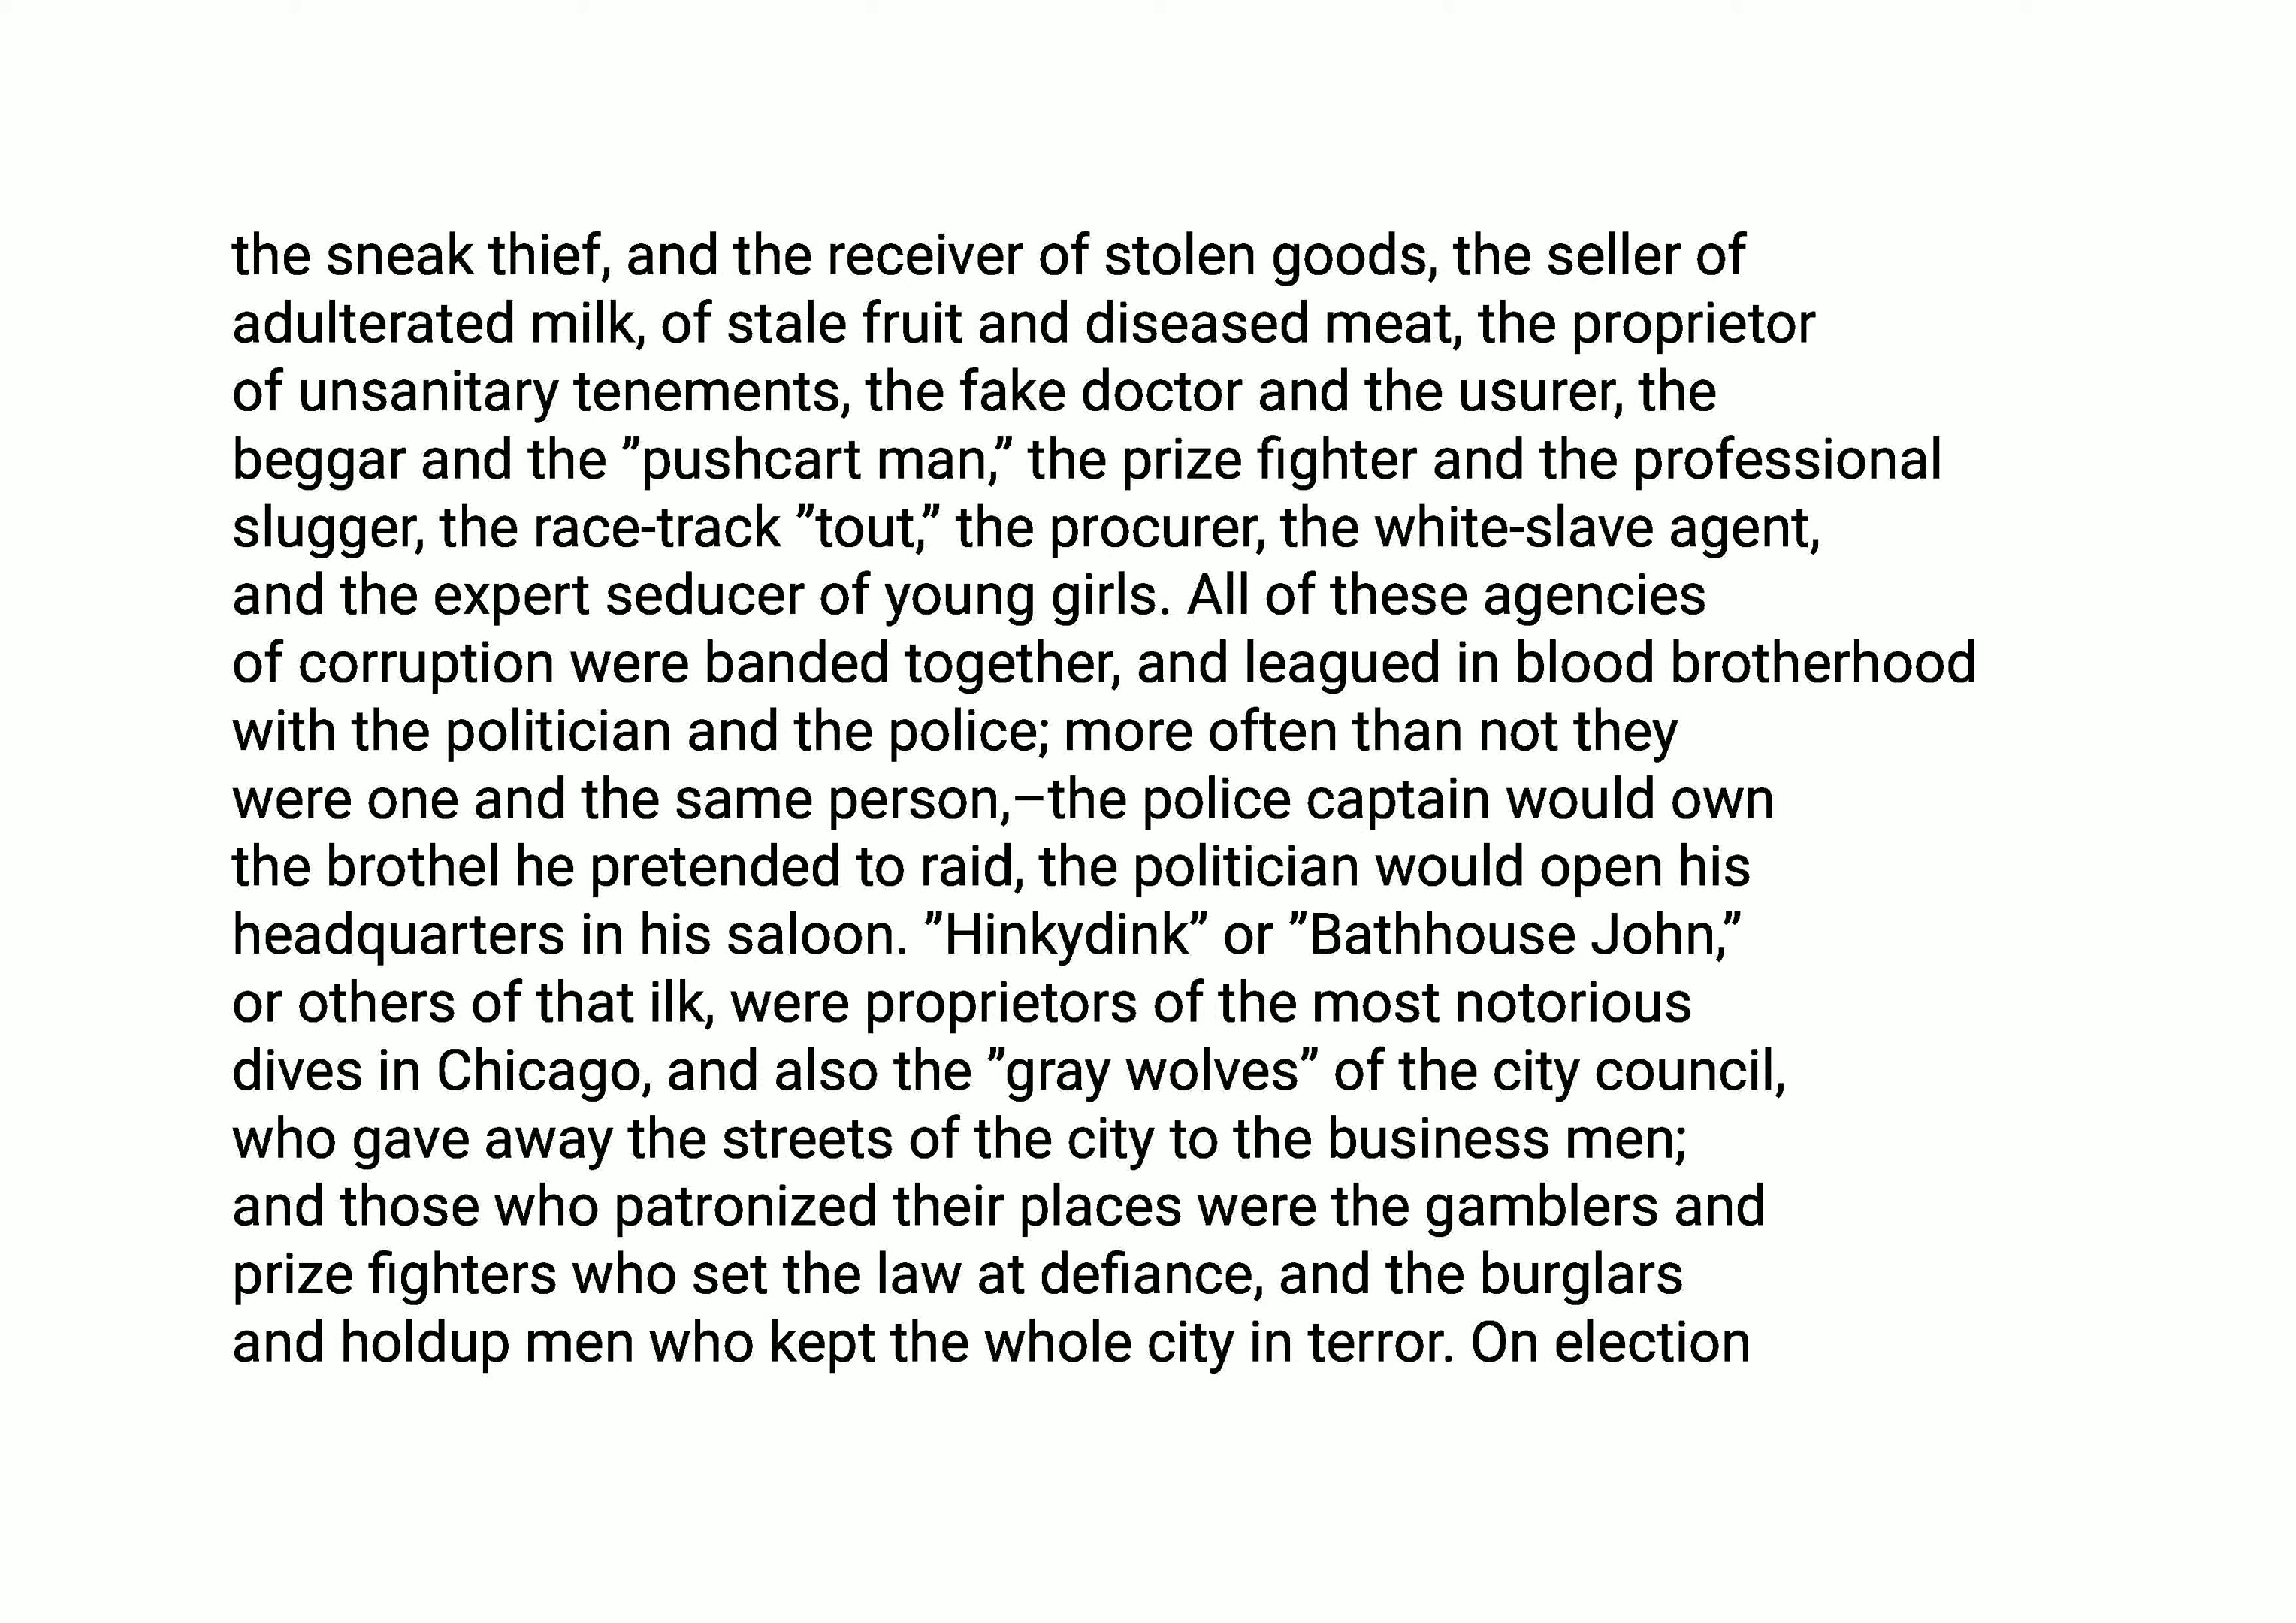 the sneak thief, and the receiver of stolen goods, the seller of
adulterated milk, of stale fruit and diseased meat, the proprietor
of unsanitary tenements, the fake doctor and the usurer, the
beggar and the ”pushcart man,” the prize fighter and the professional
slugger, the race-track ”tout,” the procurer, the white-slave agent,
and the expert seducer of young girls. All of these agencies
of corruption were banded together, and leagued in blood brotherhood
with the politician and the police; more often than not they
were one and the same person,–the police captain would own
the brothel he pretended to raid, the politician would open his
headquarters in his saloon. ”Hinkydink” or ”Bathhouse John,”
or others of that ilk, were proprietors of the most notorious
dives in Chicago, and also the ”gray wolves” of the city council,
who gave away the streets of the city to the business men;
and those who patronized their places were the gamblers and
prize fighters who set the law at defiance, and the burglars
and holdup men who kept the whole city in terror. On election